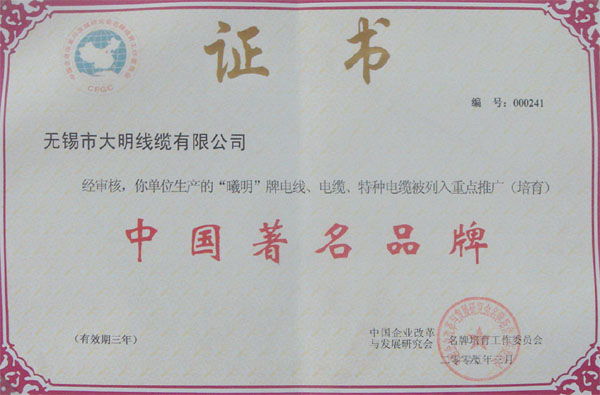 证书
CFGC
编 号：000241
无锡市大明线缆有限公司
经审核，你单位生产的“曦明”牌电线、电缆、特种电缆被列入重点推广（培育）
中国著名品牌
（有效期三年）
中国企业改革
与发展研究会
名牌培育工作委员会